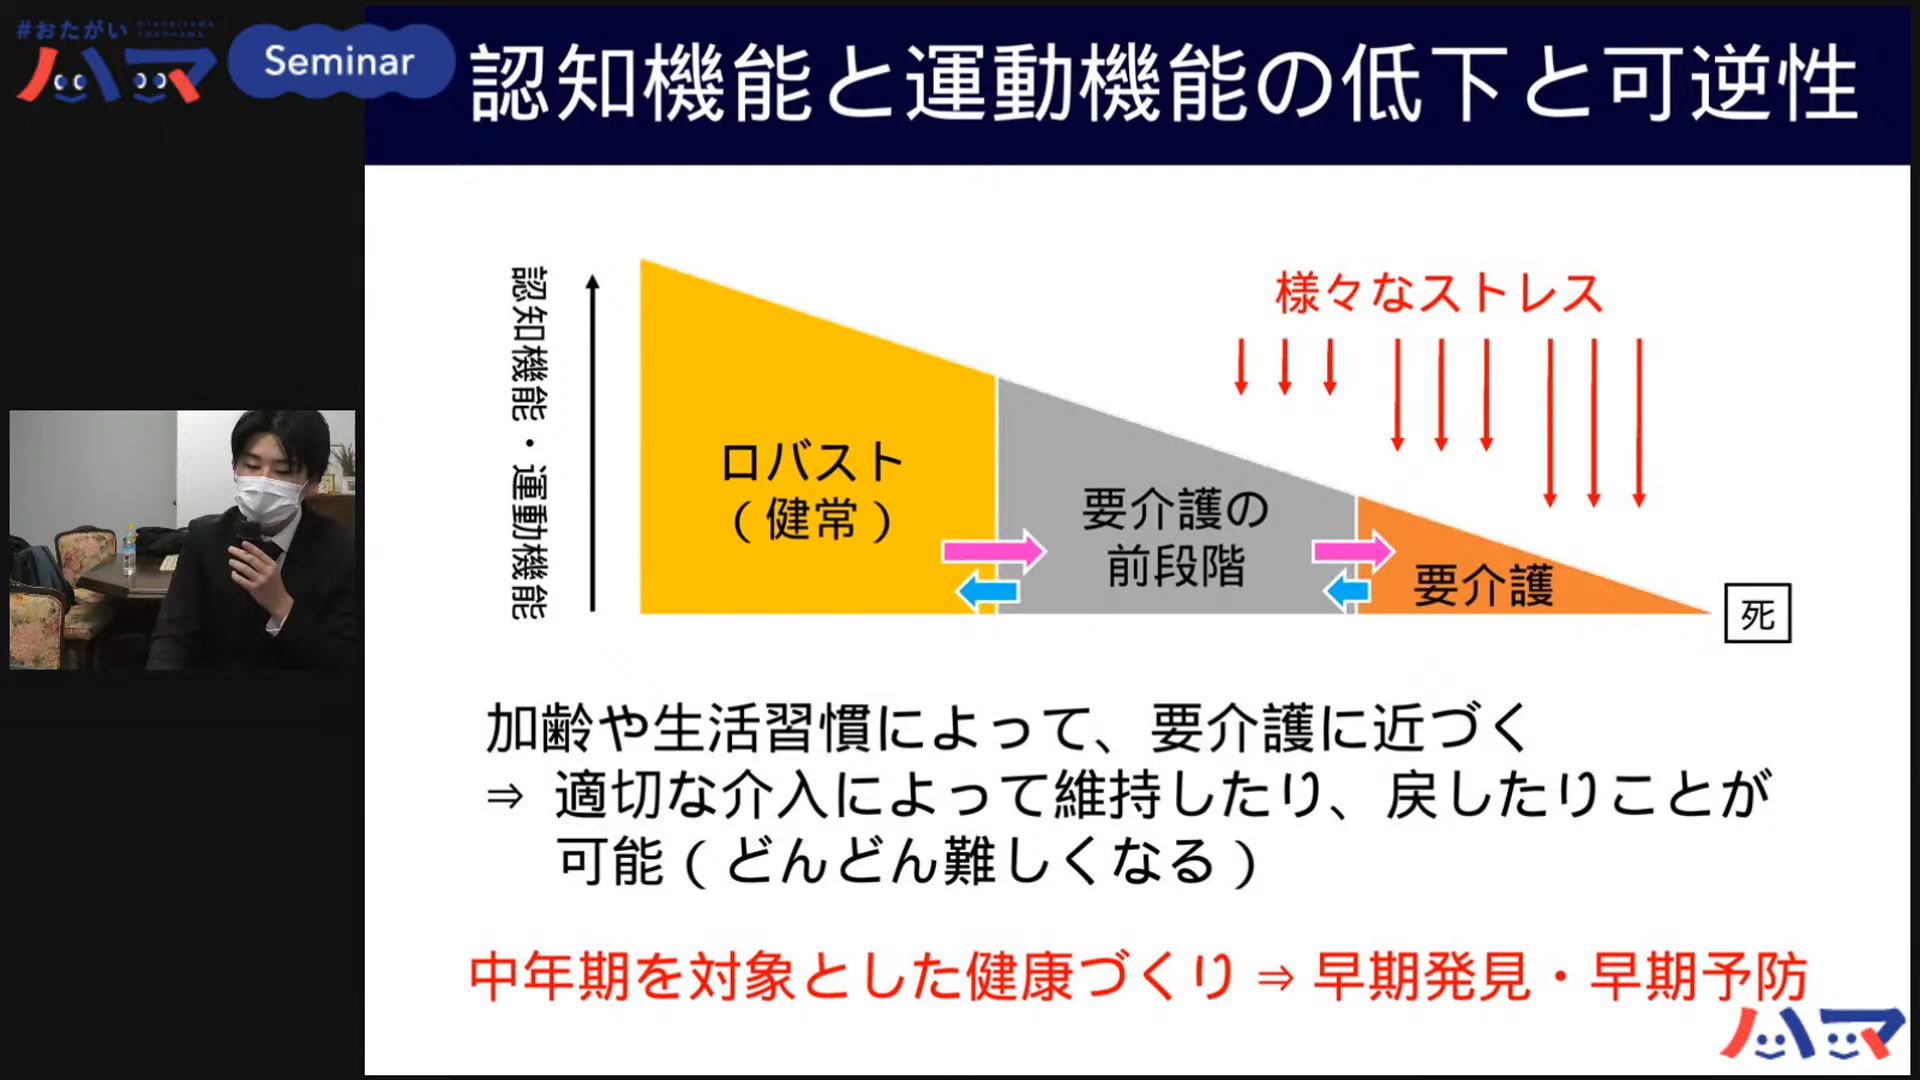 #おたがい
ハマ
Seminar
認知機能と運動機能の低下と可逆性
認知機能・運動機能
様々なストレス
ロバスト
（健常）
要介護の
前段階
要介護
死
加齢や生活習慣によって、要介護に近づく
⇒ 適切な介入によって維持したり、戻したりことが
可能（どんどん難しくなる）
中年期を対象とした健康づくり ⇒ 早期発見・早期予防
ハマ